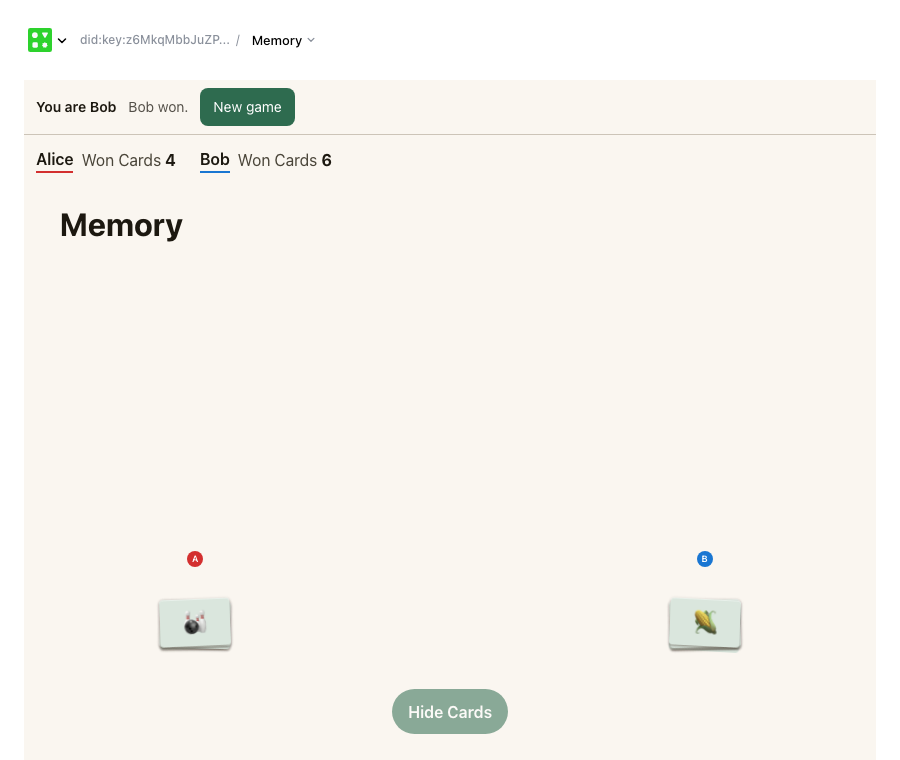 did:key:z6MkqMbbJuZP... / Memory
You are Bob Bob won. New game
Alice Won Cards 4 Bob Won Cards 6
Memory
A B
Hide Cards